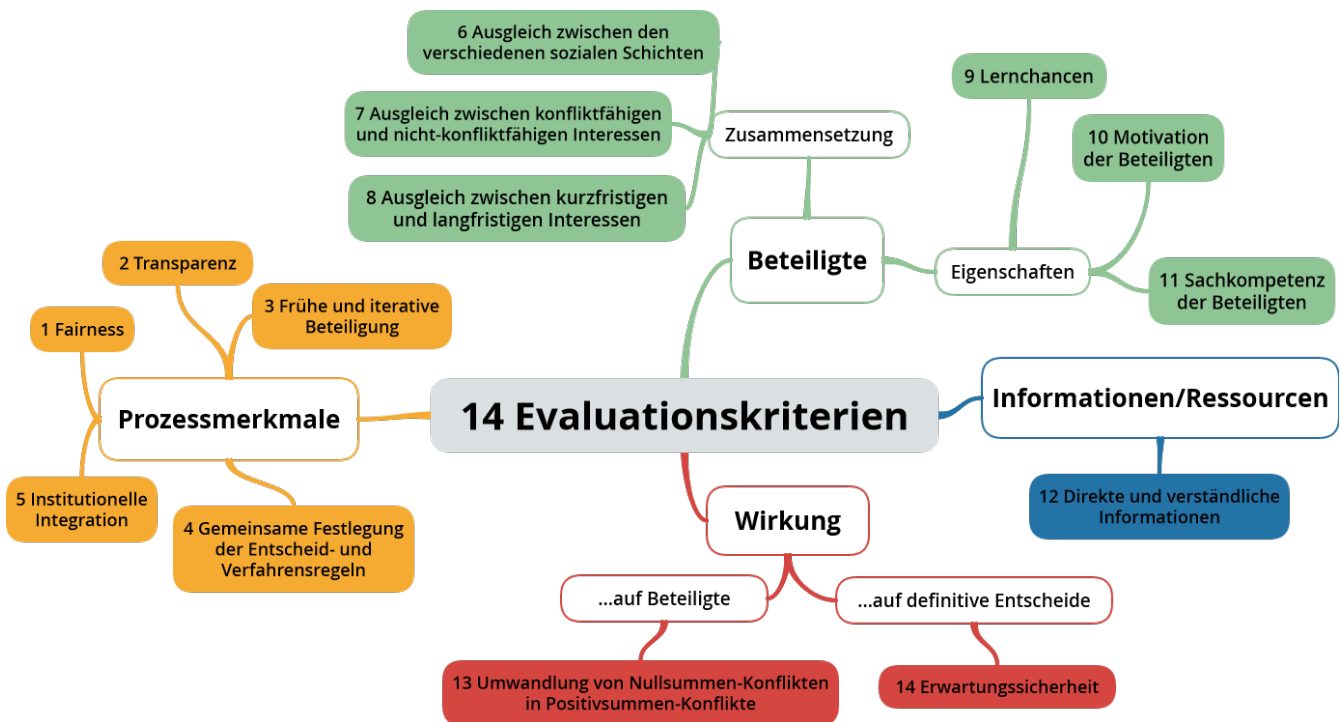 14 Evaluationskriterien
Prozessmerkmale
1 Fairness
2 Transparenz
3 Frühe und iterative
Beteiligung
4 Gemeinsame Festlegung
der Entscheid- und
Verfahrensregeln
5 Institutionelle
Integration
Beteiligte
Zusammensetzung
6 Ausgleich zwischen den
verschiedenen sozialen Schichten
7 Ausgleich zwischen konfliktfähigen
und nicht-konfliktfähigen Interessen
8 Ausgleich zwischen kurzfristigen
und langfristigen Interessen
Eigenschaften
9 Lernchancen
10 Motivation
der Beteiligten
11 Sachkompetenz
der Beteiligten
Informationen/Ressourcen
12 Direkte und verständliche
Informationen
Wirkung
...auf Beteiligte
13 Umwandlung von Nullsummen-Konflikten
in Positivsummen-Konflikte
...auf definitive Entscheide
14 Erwartungssicherheit